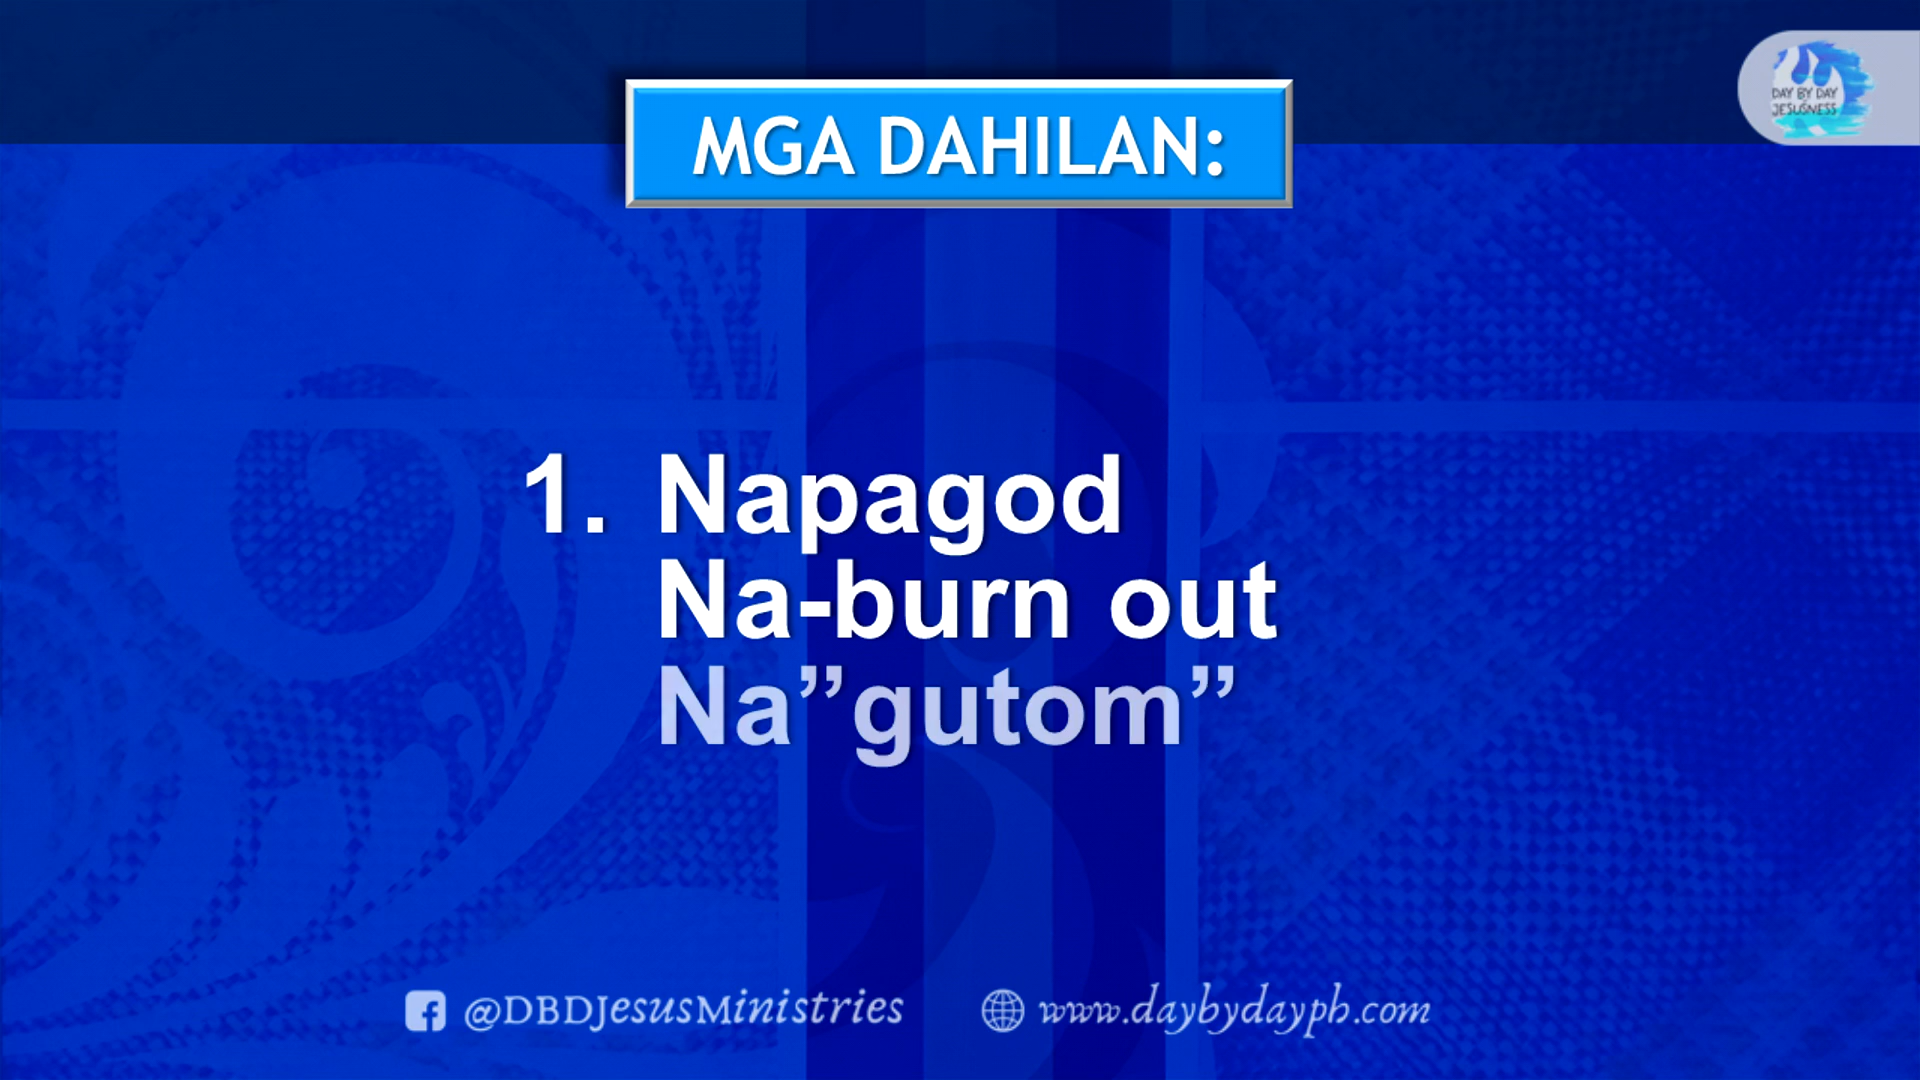 MGA DAHILAN:
DAY BY DAY
JESUSNESS
1. Napagod
Na-burn out
Na”gutom”
@DBDJesusMinistries
www.daybydayph.com